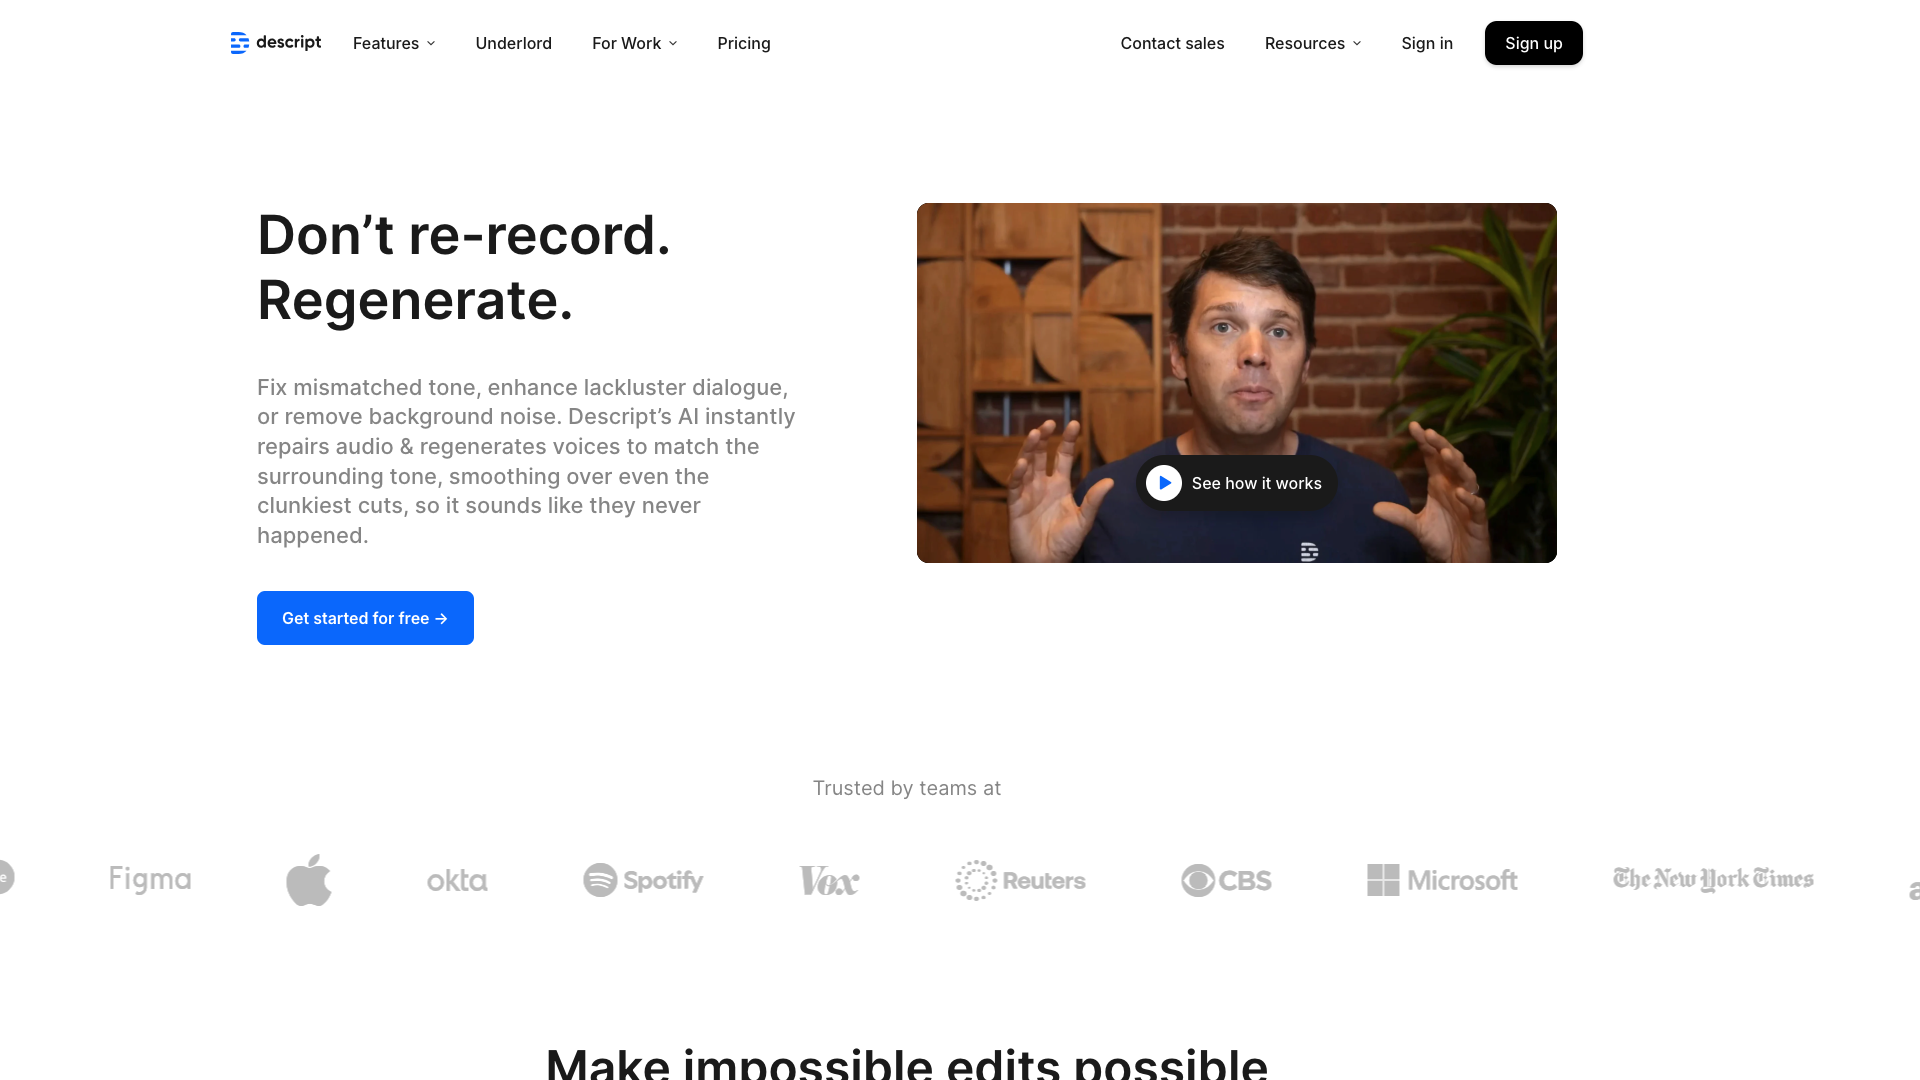 descript
Features
Underlord
For Work
Pricing
Contact sales
Resources
Sign in
Sign up
Don’t re-record.
Regenerate.
Fix mismatched tone, enhance lackluster dialogue,
or remove background noise. Descript’s AI instantly
repairs audio & regenerates voices to match the
surrounding tone, smoothing over even the
clunkiest cuts, so it sounds like they never
happened.
Get started for free →
See how it works
Trusted by teams at
e
Figma
okta
Spotify
Vox
Reuters
CBS
Microsoft
The New York Times
a
Make impossible edits possible